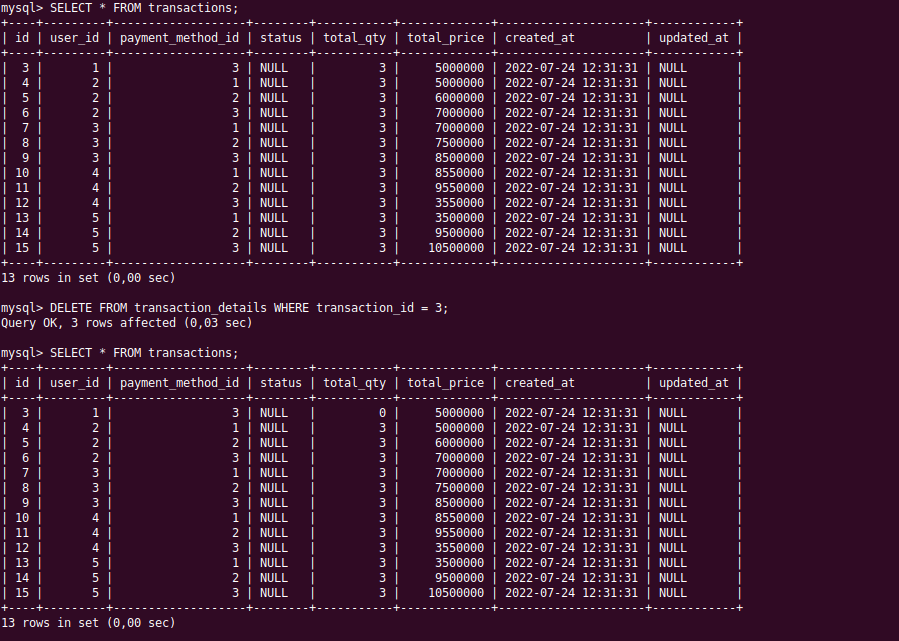 mysql> SELECT * FROM transactions;
+----+---------+-------------------+--------+-----------+-------------+---------------------+------------+
| id | user_id | payment_method_id | status | total_qty | total_price | created_at          | updated_at |
+----+---------+-------------------+--------+-----------+-------------+---------------------+------------+
|  3 |       1 |                 3 | NULL   |         3 |     5000000 | 2022-07-24 12:31:31 | NULL       |
|  4 |       2 |                 1 | NULL   |         3 |     5000000 | 2022-07-24 12:31:31 | NULL       |
|  5 |       2 |                 2 | NULL   |         3 |     6000000 | 2022-07-24 12:31:31 | NULL       |
|  6 |       2 |                 3 | NULL   |         3 |     7000000 | 2022-07-24 12:31:31 | NULL       |
|  7 |       3 |                 1 | NULL   |         3 |     7000000 | 2022-07-24 12:31:31 | NULL       |
|  8 |       3 |                 2 | NULL   |         3 |     7500000 | 2022-07-24 12:31:31 | NULL       |
|  9 |       3 |                 3 | NULL   |         3 |     8500000 | 2022-07-24 12:31:31 | NULL       |
| 10 |       4 |                 1 | NULL   |         3 |     8550000 | 2022-07-24 12:31:31 | NULL       |
| 11 |       4 |                 2 | NULL   |         3 |     9550000 | 2022-07-24 12:31:31 | NULL       |
| 12 |       4 |                 3 | NULL   |         3 |     3550000 | 2022-07-24 12:31:31 | NULL       |
| 13 |       5 |                 1 | NULL   |         3 |     3500000 | 2022-07-24 12:31:31 | NULL       |
| 14 |       5 |                 2 | NULL   |         3 |     9500000 | 2022-07-24 12:31:31 | NULL       |
| 15 |       5 |                 3 | NULL   |         3 |    10500000 | 2022-07-24 12:31:31 | NULL       |
+----+---------+-------------------+--------+-----------+-------------+---------------------+------------+
13 rows in set (0,00 sec)
mysql> DELETE FROM transaction_details WHERE transaction_id = 3;
Query OK, 3 rows affected (0,03 sec)
mysql> SELECT * FROM transactions;
+----+---------+-------------------+--------+-----------+-------------+---------------------+------------+
| id | user_id | payment_method_id | status | total_qty | total_price | created_at          | updated_at |
+----+---------+-------------------+--------+-----------+-------------+---------------------+------------+
|  3 |       1 |                 3 | NULL   |         0 |     5000000 | 2022-07-24 12:31:31 | NULL       |
|  4 |       2 |                 1 | NULL   |         3 |     5000000 | 2022-07-24 12:31:31 | NULL       |
|  5 |       2 |                 2 | NULL   |         3 |     6000000 | 2022-07-24 12:31:31 | NULL       |
|  6 |       2 |                 3 | NULL   |         3 |     7000000 | 2022-07-24 12:31:31 | NULL       |
|  7 |       3 |                 1 | NULL   |         3 |     7000000 | 2022-07-24 12:31:31 | NULL       |
|  8 |       3 |                 2 | NULL   |         3 |     7500000 | 2022-07-24 12:31:31 | NULL       |
|  9 |       3 |                 3 | NULL   |         3 |     8500000 | 2022-07-24 12:31:31 | NULL       |
| 10 |       4 |                 1 | NULL   |         3 |     8550000 | 2022-07-24 12:31:31 | NULL       |
| 11 |       4 |                 2 | NULL   |         3 |     9550000 | 2022-07-24 12:31:31 | NULL       |
| 12 |       4 |                 3 | NULL   |         3 |     3550000 | 2022-07-24 12:31:31 | NULL       |
| 13 |       5 |                 1 | NULL   |         3 |     3500000 | 2022-07-24 12:31:31 | NULL       |
| 14 |       5 |                 2 | NULL   |         3 |     9500000 | 2022-07-24 12:31:31 | NULL       |
| 15 |       5 |                 3 | NULL   |         3 |    10500000 | 2022-07-24 12:31:31 | NULL       |
+----+---------+-------------------+--------+-----------+-------------+---------------------+------------+
13 rows in set (0,00 sec)